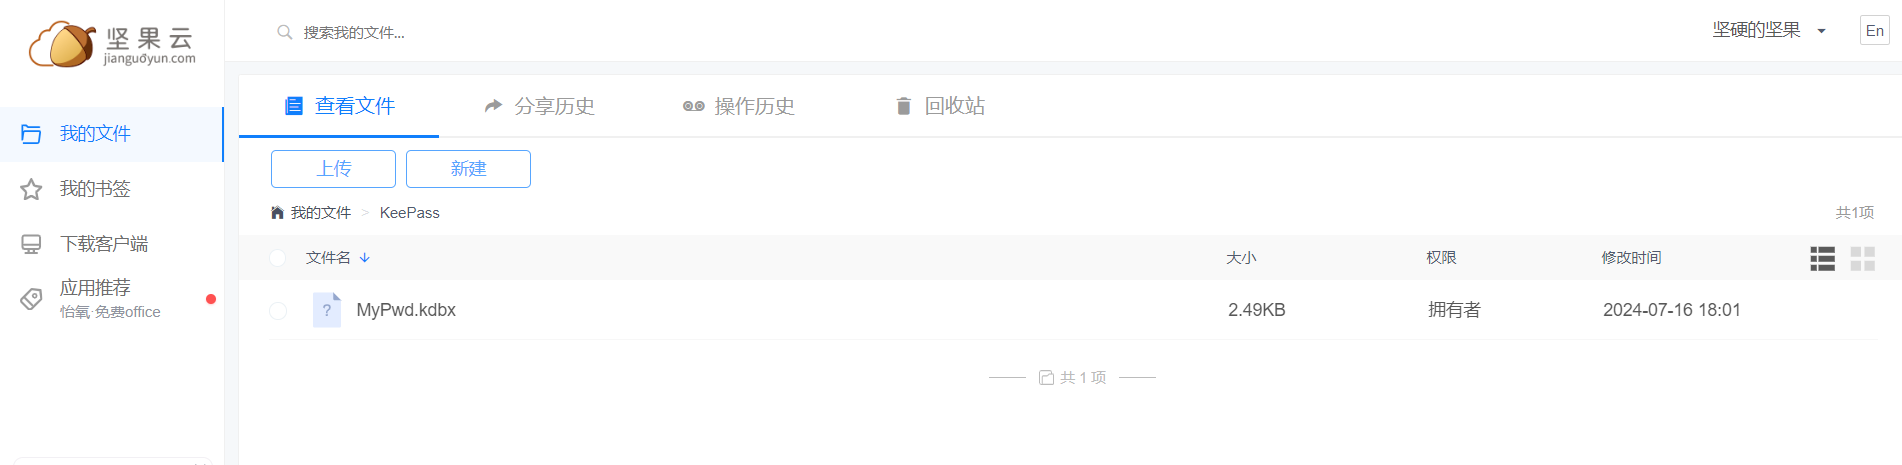 坚果云
jianguoyun.com
搜索我的文件...
坚硬的坚果
En
我的文件
我的书签
下载客户端
应用推荐
怡氧·免费office
查看文件 分享历史 操作历史 回收站
上传 新建
我的文件 > KeePass
共1项
文件名 大小 权限 修改时间
? MyPwd.kdbx 2.49KB 拥有者 2024-07-16 18:01
共 1 项